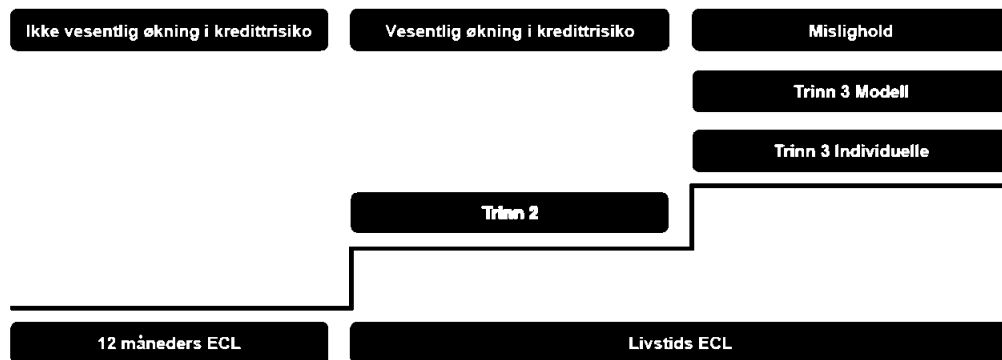 Ikke vesentlig økning i kredittrisiko
Vesentlig økning i kredittrisiko
Mislighold
Trinn 3 Modell
Trinn 3 Individuelle
Trinn 2
12 måneders ECL
Livstids ECL